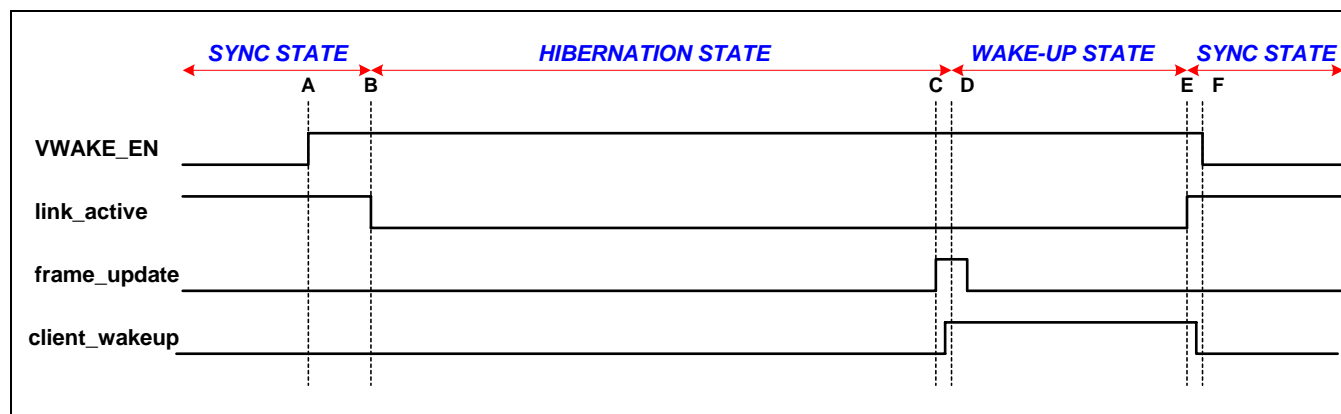 SYNC STATE HIBERNATION STATE WAKE-UP STATE SYNC STATE
A B C D E F
VWAKE_EN
link_active
frame_update
client_wakeup